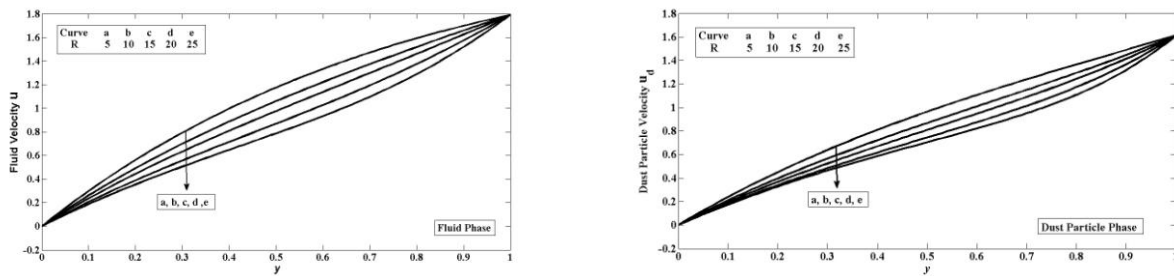 Curve a b c d e
R 5 10 15 20 25
Fluid Velocity u
1.8
1.6
1.4
1.2
1
0.8
0.6
0.4
0.2
0
-0.2
a, b, c, d ,e
Fluid Phase
0 0.1 0.2 0.3 0.4 0.5 0.6 0.7 0.8 0.9 1
y
Curve a b c d e
R 5 10 15 20 25
Dust Particle Velocity u_d
1.8
1.6
1.4
1.2
1
0.8
0.6
0.4
0.2
0
-0.2
a, b, c, d, e
Dust Particle Phase
0 0.1 0.2 0.3 0.4 0.5 0.6 0.7 0.8 0.9 1
y